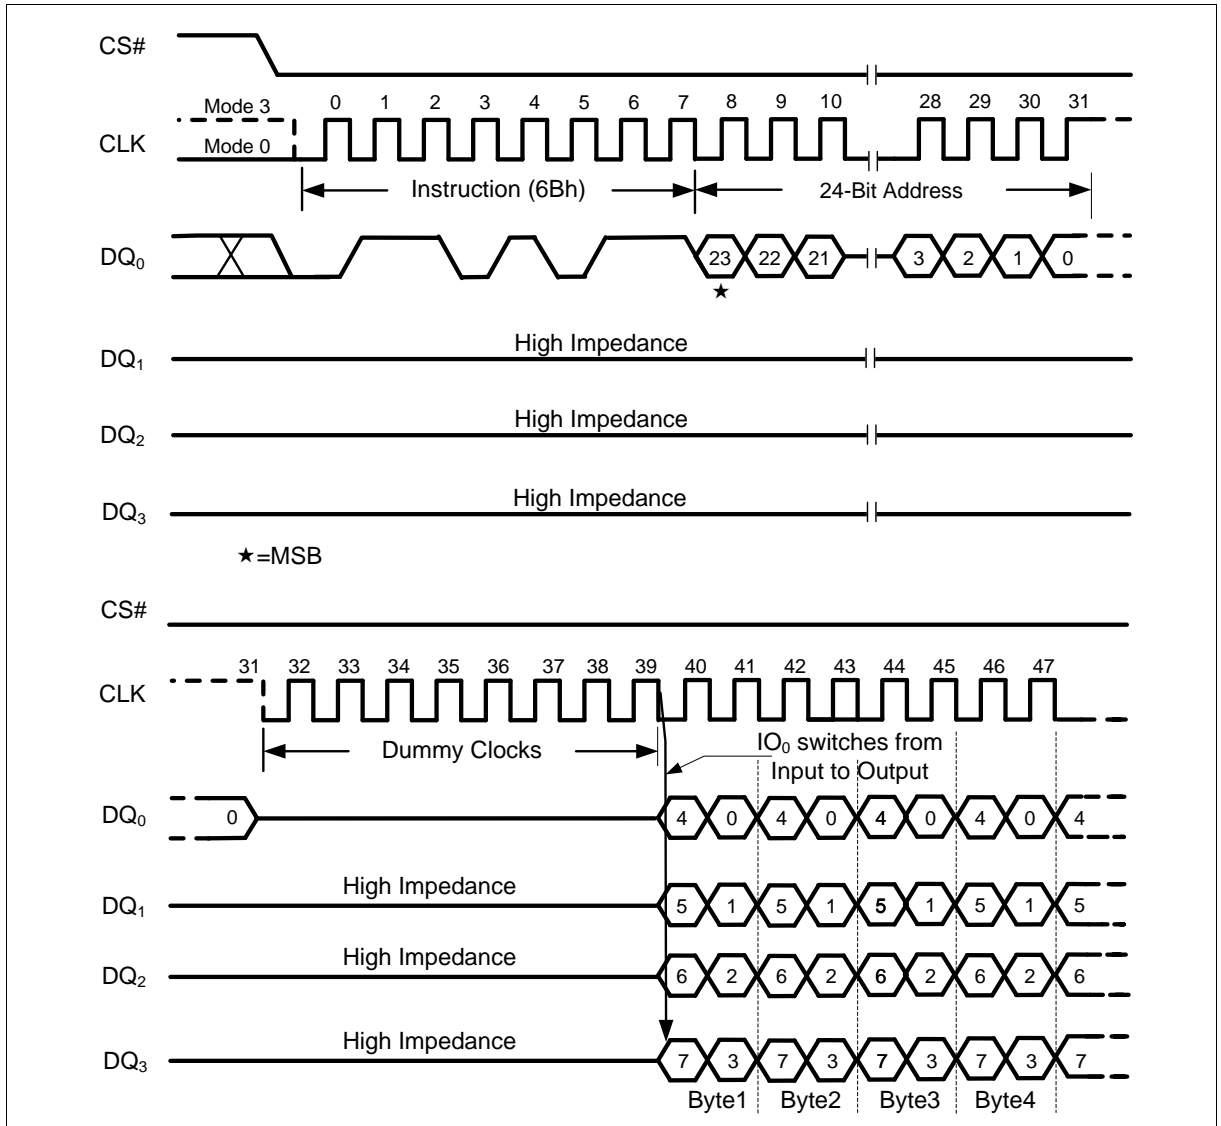 CS#
Mode 3 0 1 2 3 4 5 6 7 8 9 10 28 29 30 31
CLK Mode 0
Instruction (6Bh) 24-Bit Address
DQ0 23 22 21 3 2 1 0
★
High Impedance
DQ1
High Impedance
DQ2
High Impedance
DQ3
★=MSB
CS#
31 32 33 34 35 36 37 38 39 40 41 42 43 44 45 46 47
CLK
Dummy Clocks
IO0 switches from
Input to Output
DQ0 0 4 0 4 0 4 0 4 0 4
High Impedance
DQ1 5 1 5 1 5 1 5 1 5
High Impedance
DQ2 6 2 6 2 6 2 6 2 6
High Impedance
DQ3 7 3 7 3 7 3 7 3 7
Byte1 Byte2 Byte3 Byte4